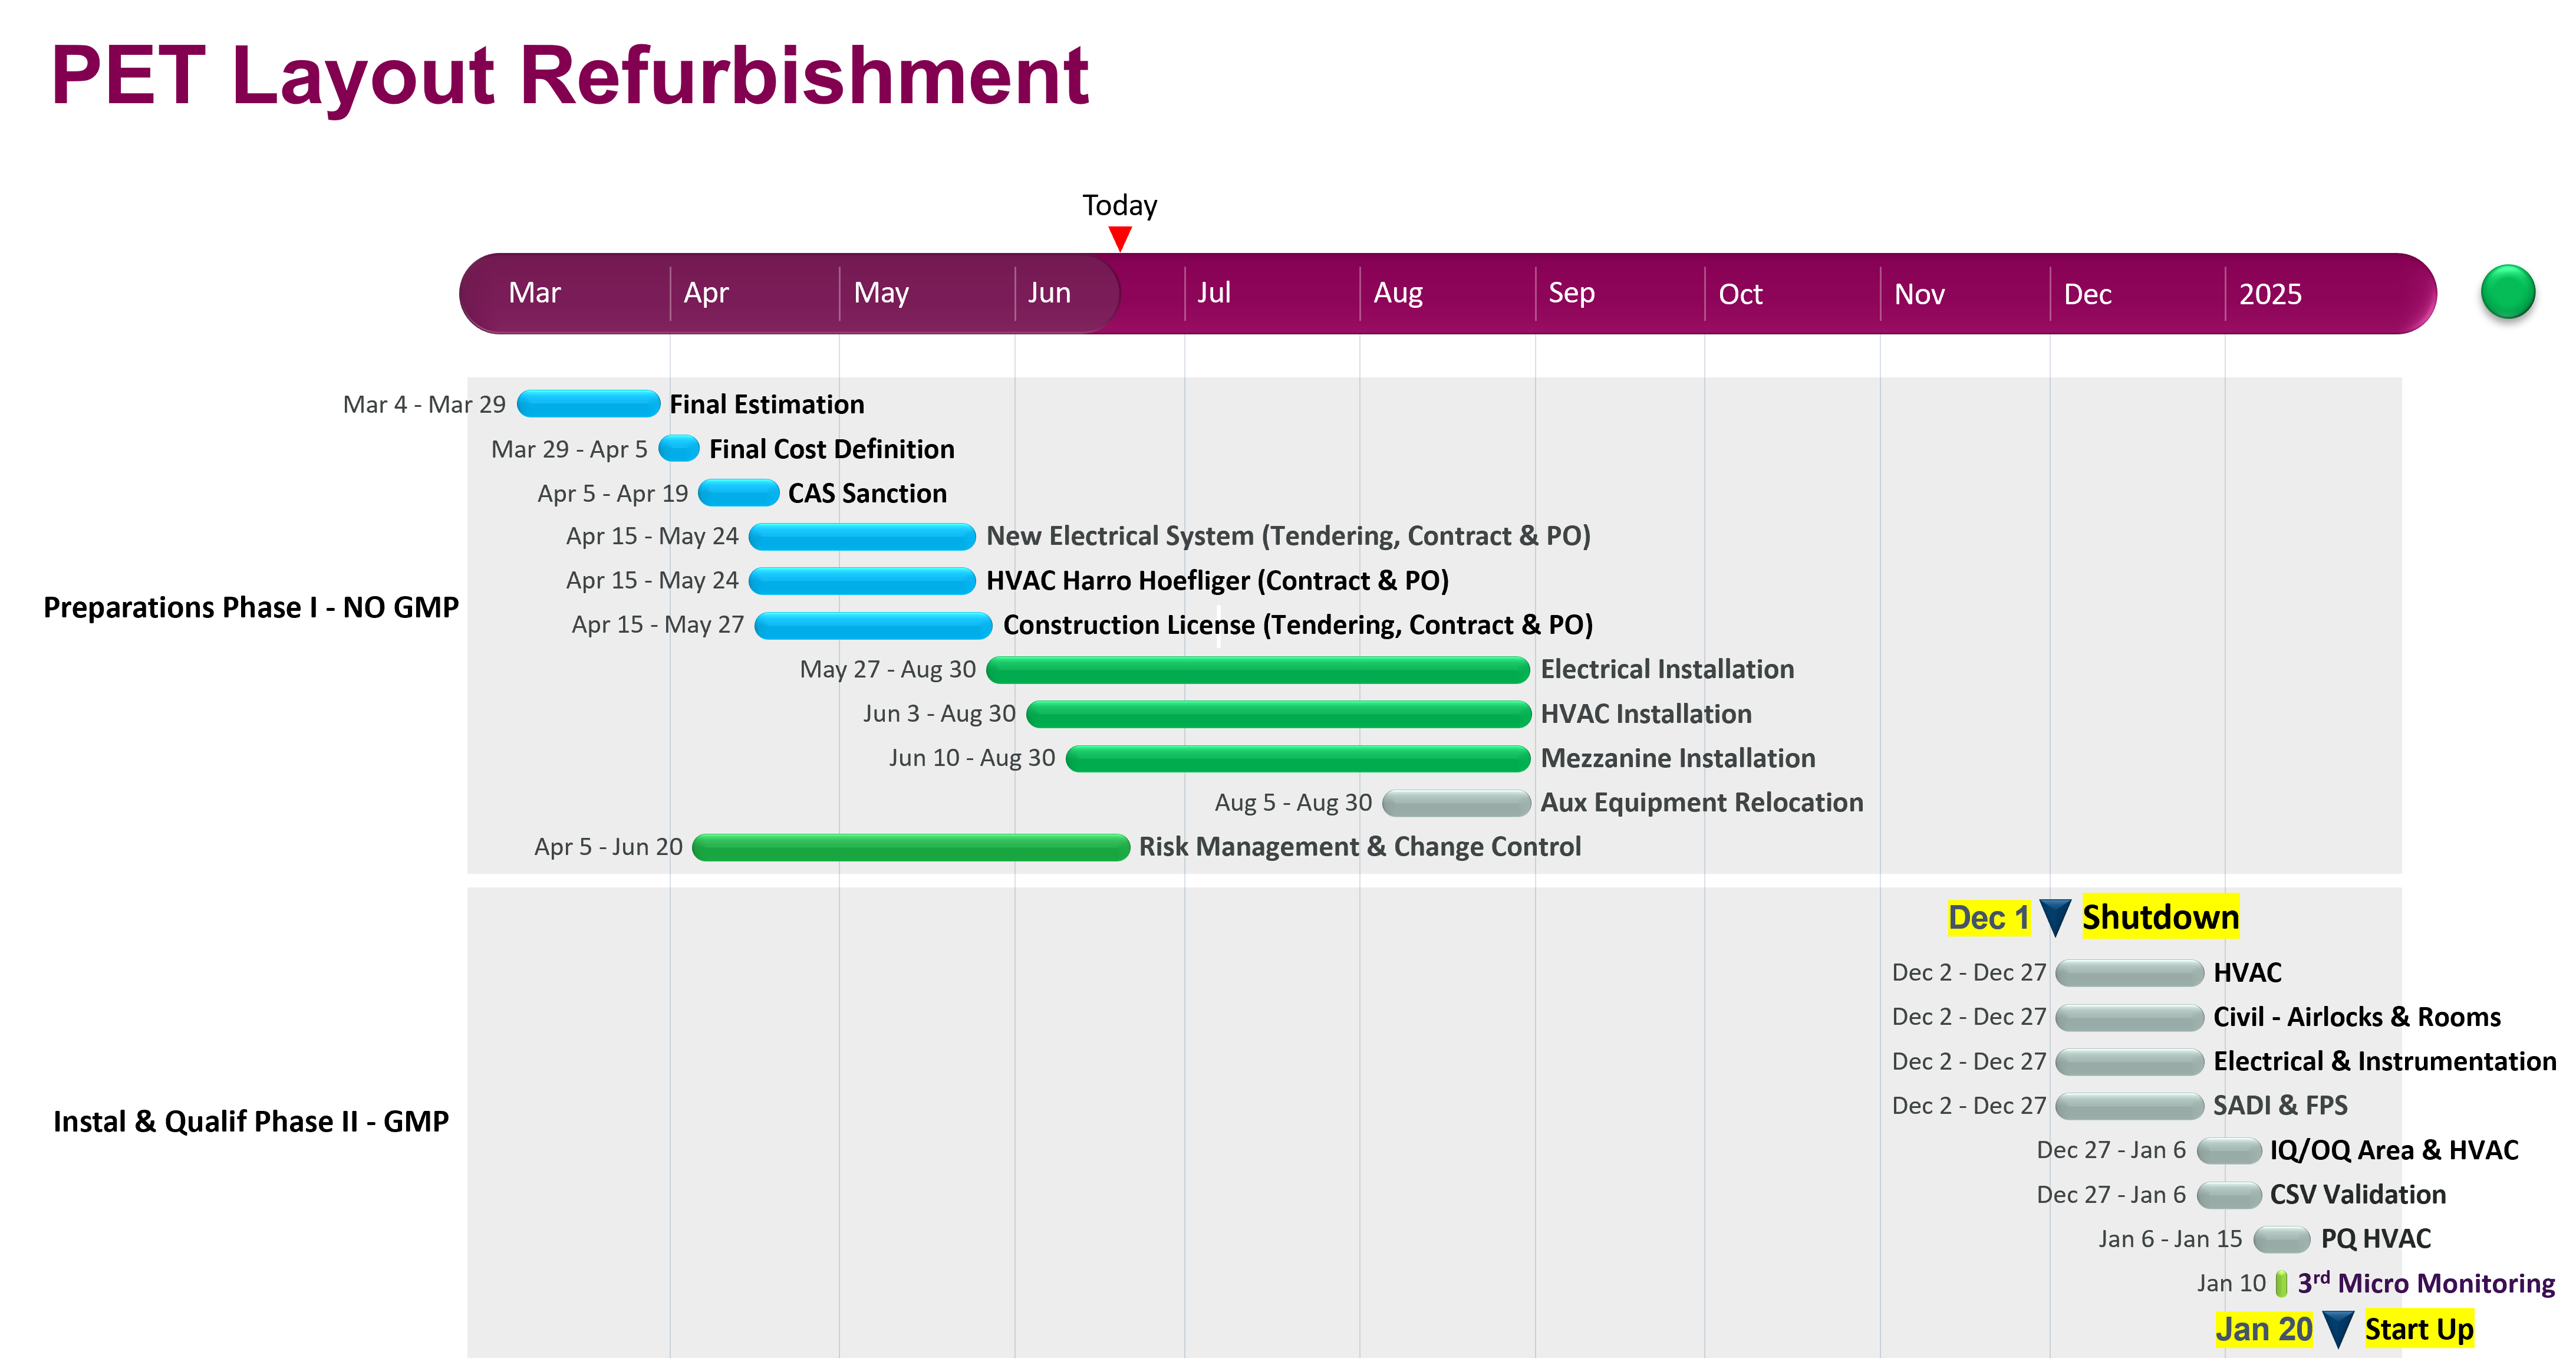 PET Layout Refurbishment
Today
Mar Apr May Jun Jul Aug Sep Oct Nov Dec 2025
Preparations Phase I - NO GMP
Mar 4 - Mar 29 Final Estimation
Mar 29 - Apr 5 Final Cost Definition
Apr 5 - Apr 19 CAS Sanction
Apr 15 - May 24 New Electrical System (Tendering, Contract & PO)
Apr 15 - May 24 HVAC Harro Hoefliger (Contract & PO)
Apr 15 - May 27 Construction License (Tendering, Contract & PO)
May 27 - Aug 30 Electrical Installation
Jun 3 - Aug 30 HVAC Installation
Jun 10 - Aug 30 Mezzanine Installation
Aug 5 - Aug 30 Aux Equipment Relocation
Apr 5 - Jun 20 Risk Management & Change Control
Instal & Qualif Phase II - GMP
Dec 1 Shutdown
Dec 2 - Dec 27 HVAC
Dec 2 - Dec 27 Civil - Airlocks & Rooms
Dec 2 - Dec 27 Electrical & Instrumentation
Dec 2 - Dec 27 SADI & FPS
Dec 27 - Jan 6 IQ/OQ Area & HVAC
Dec 27 - Jan 6 CSV Validation
Jan 6 - Jan 15 PQ HVAC
Jan 10 3rd Micro Monitoring
Jan 20 Start Up